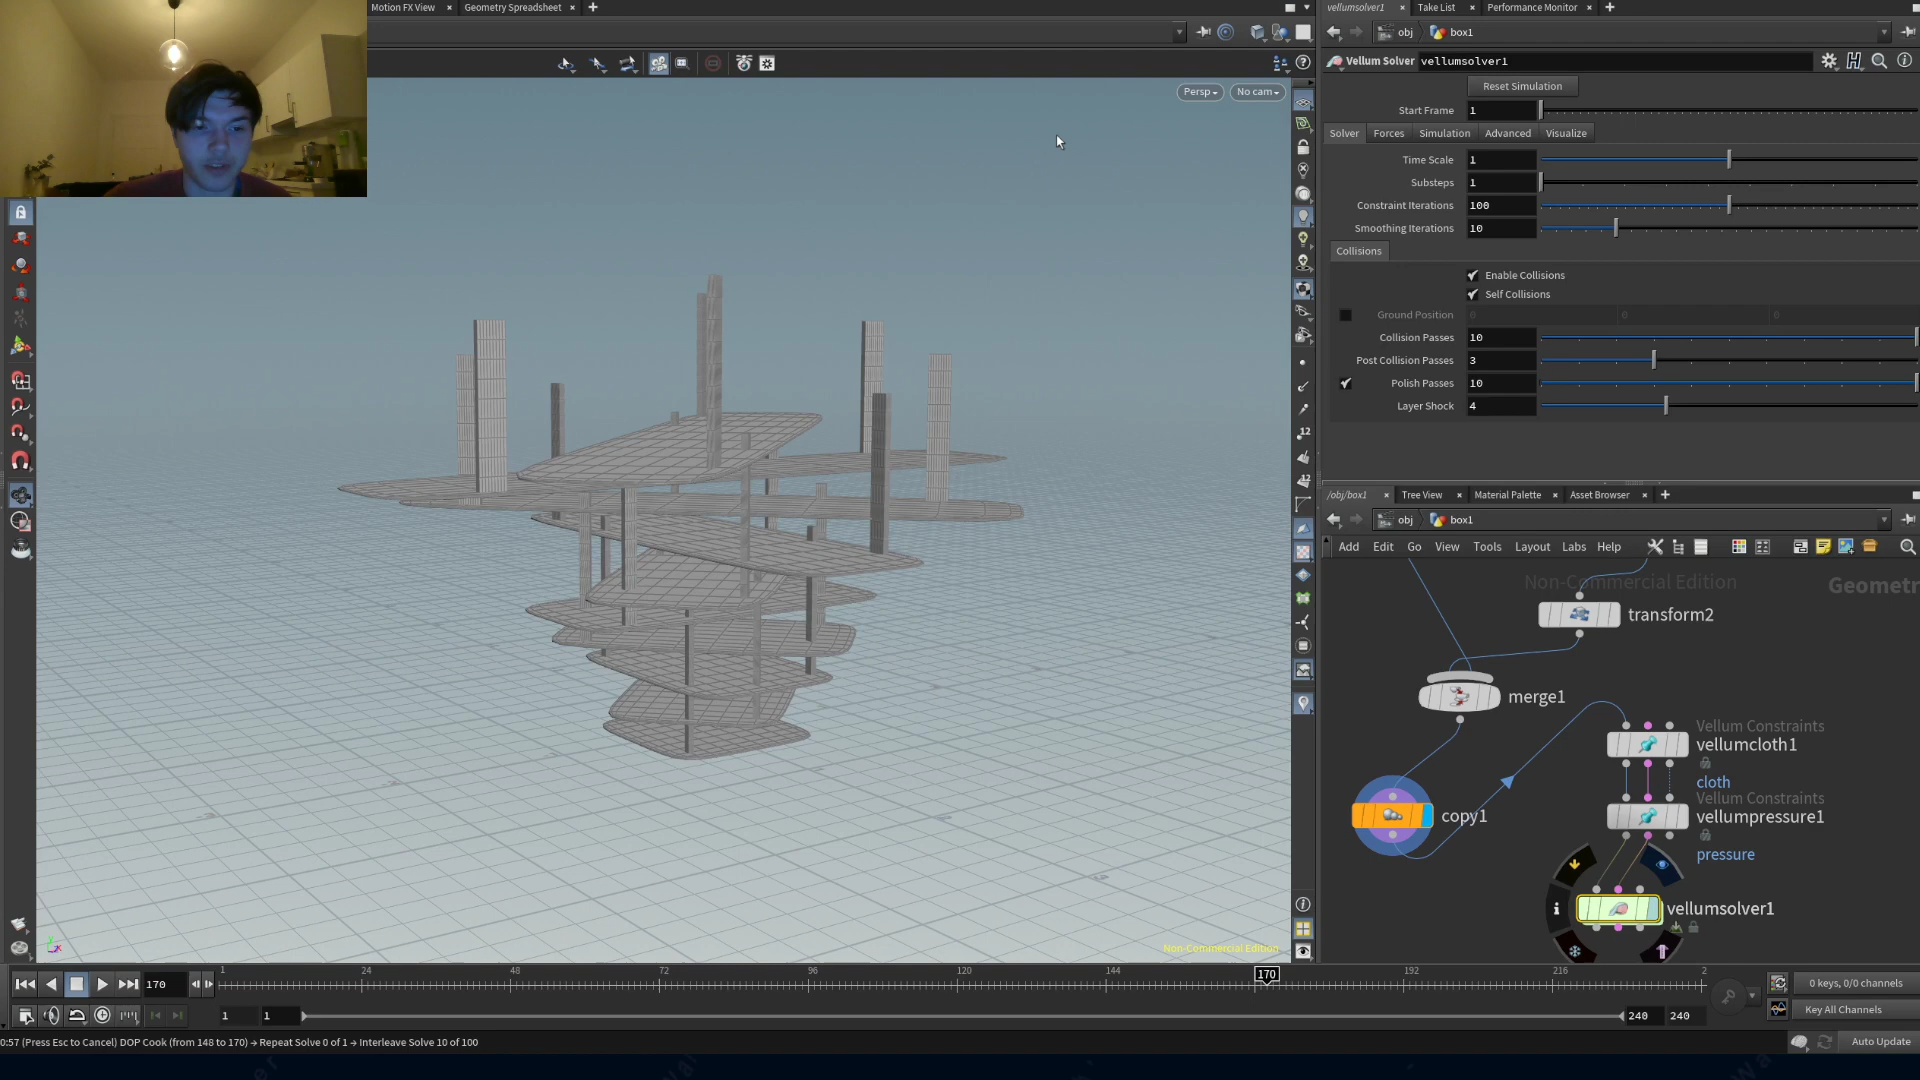 Motion FX View × Geometry Spreadsheet × +
vellumsolver1 × Take List × Performance Monitor × +
obj box1
Vellum Solver vellumsolver1
Reset Simulation
Start Frame 1
Solver Forces Simulation Advanced Visualize
Time Scale 1
Substeps 1
Constraint Iterations 100
Smoothing Iterations 10
Collisions
Enable Collisions
Self Collisions
Ground Position 0 0 0
Collision Passes 10
Post Collision Passes 3
Polish Passes 10
Layer Shock 4
Persp No cam
Non-Commercial Edition
/obj/box1 × Tree View × Material Palette × Asset Browser × +
obj box1
Add Edit Go View Tools Layout Labs Help
Non-Commercial Edition
Geometr
transform2
merge1
Vellum Constraints
vellumcloth1
cloth
Vellum Constraints
copy1
vellumpressure1
pressure
vellumsolver1
170
1 24 48 72 96 120 144 170 192 216 2
0 keys, 0/0 channels
1 1 240 240
Key All Channels
0:57 (Press Esc to Cancel) DOP Cook (from 148 to 170) → Repeat Solve 0 of 1 → Interleave Solve 10 of 100
Auto Update